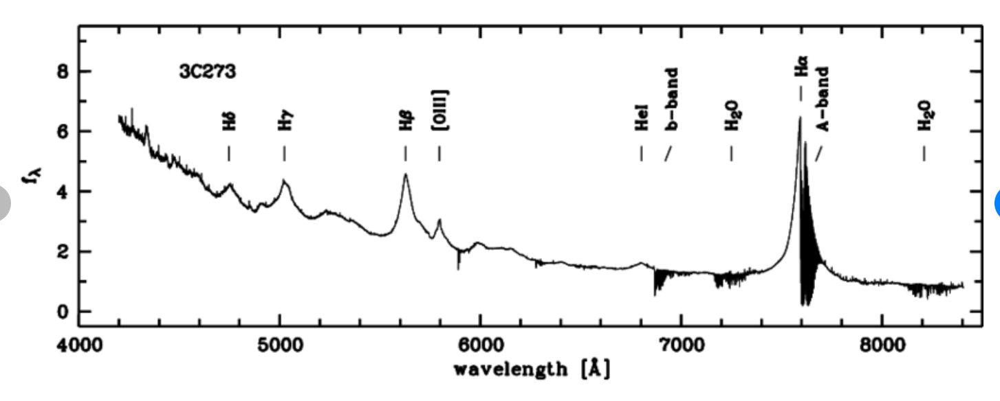 3C273
Hδ
Hγ
Hβ
[OIII]
HeI
b-band
H₂O
Hα
A-band
H₂O
8
6
4
2
0
f_λ
4000 5000 6000 7000 8000
wavelength [Å]